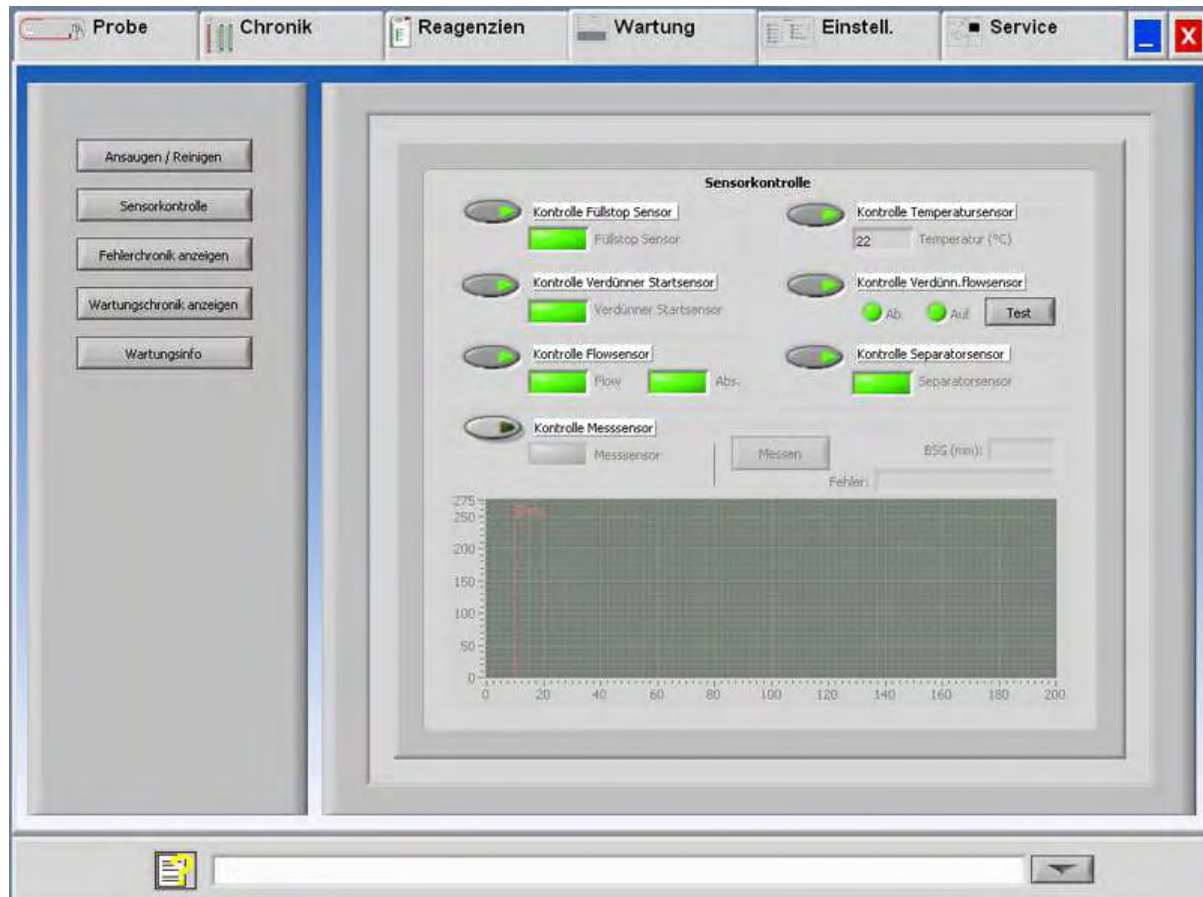 Probe
Chronik
Reagenzien
Wartung
Einstell.
Service
X
Ansaugen / Reinigen
Sensorkontrolle
Fehlerchronik anzeigen
Wartungschronik anzeigen
Wartungsinfo
Sensorkontrolle
Kontrolle Füllstop Sensor
Füllstop Sensor
Kontrolle Temperatursensor
22 Temperatur (°C)
Kontrolle Verdünner Startsensor
Verdünner Startsensor
Kontrolle Verdünn.flowsensor
Ab Auf Test
Kontrolle Flowsensor
Flow Abs.
Kontrolle Separatorsensor
Separatorsensor
Kontrolle Messsensor
Messsensor
Messen
BSG (mm):
Fehler:
275
250
200
150
100
50
0
0 20 40 60 80 100 120 140 160 180 200
?